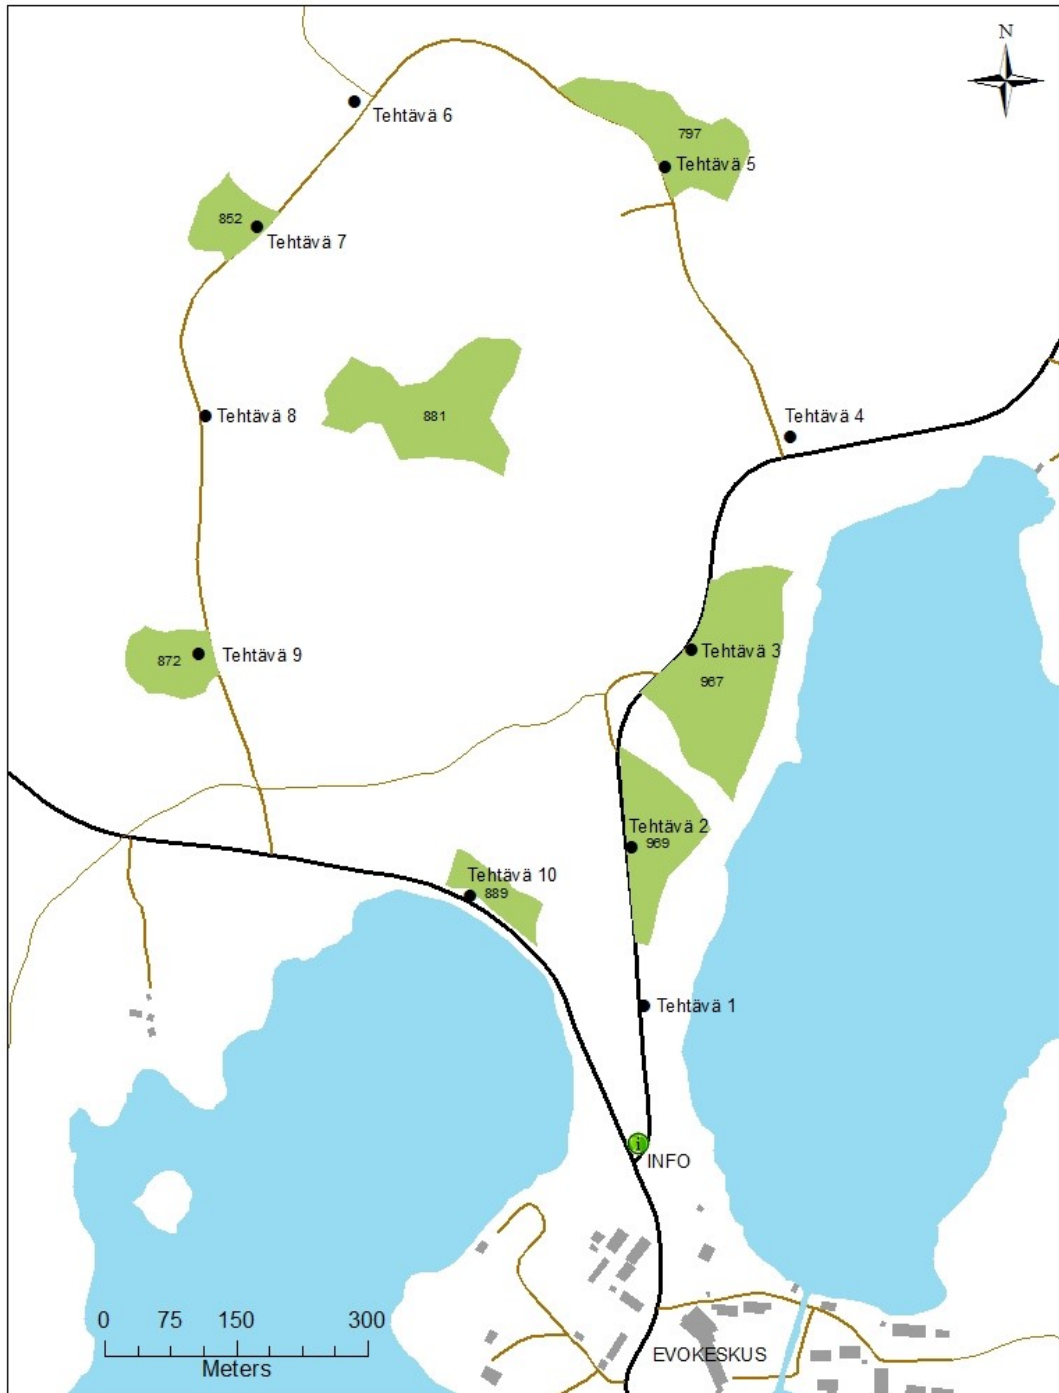 N
Tehtävä 6
797
Tehtävä 5
852
Tehtävä 7
881
Tehtävä 8
Tehtävä 4
Tehtävä 3
872
Tehtävä 9
967
Tehtävä 2
969
Tehtävä 10
889
Tehtävä 1
i
INFO
0 75 150 300
Meters
EVOKESKUS